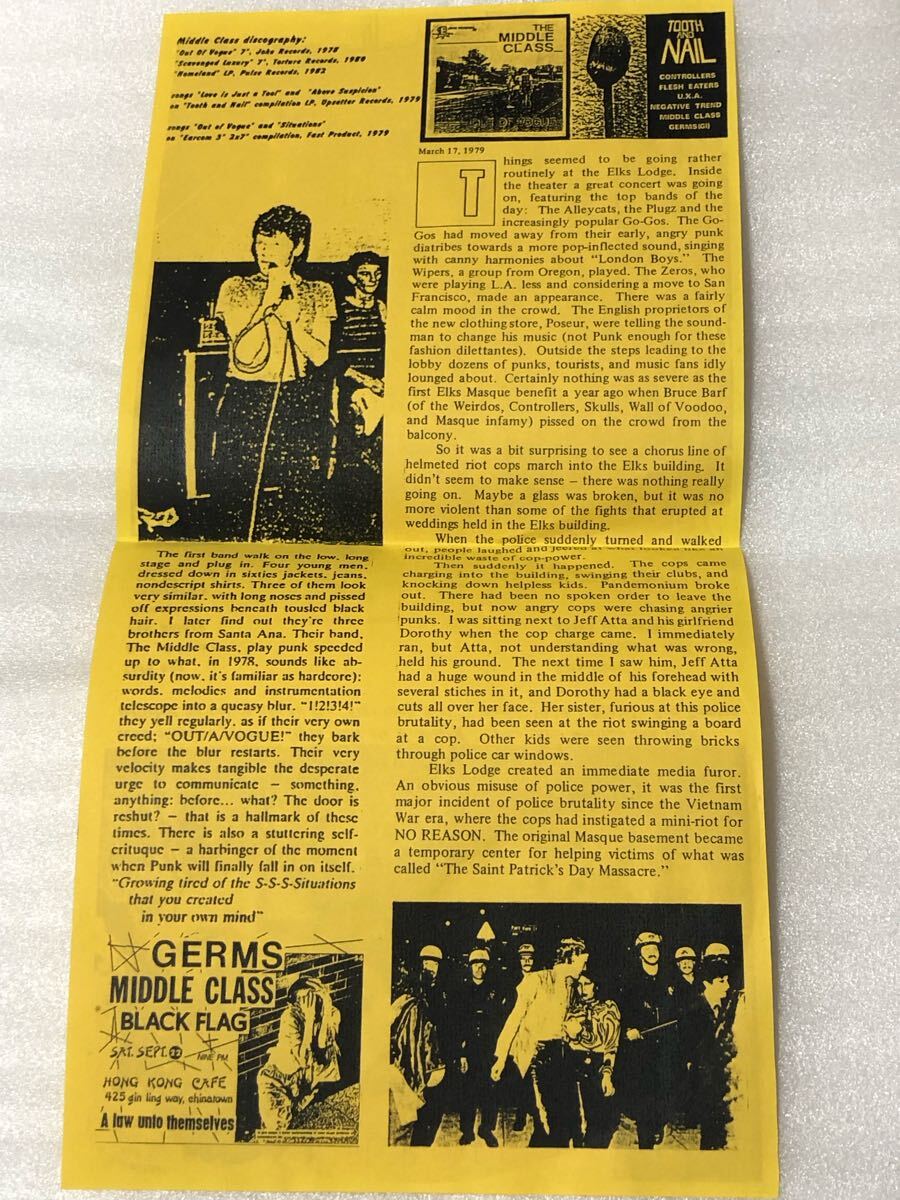 Middle Class discography:
"Out Of Vogue" 7", Joke Records, 1978
"Scavenged Luxury" 7", Torture Records, 1980
"Homeland" LP, Pulse Records, 1982
songs "Love is Just a Tool" and "Above Suspicion"
on "Tooth and Nail" compilation LP, Upsetter Records, 1979
songs "Out of Vogue" and "Situations"
on "Earcom 3" 2x7" compilation, Fast Product, 1979
THE
MIDDLE
CLASS
OUT OF VOGUE
TOOTH
AND
NAIL
CONTROLLERS
FLESH EATERS
U.X.A.
NEGATIVE TREND
MIDDLE CLASS
GERMS(GI)
March 17, 1979
Things seemed to be going rather
routinely at the Elks Lodge. Inside
the theater a great concert was going
on, featuring the top bands of the
day: The Alleycats, the Plugz and the
increasingly popular Go-Gos. The Go-
Gos had moved away from their early, angry punk
diatribes towards a more pop-inflected sound, singing
with canny harmonies about "London Boys." The
Wipers, a group from Oregon, played. The Zeros, who
were playing L.A. less and considering a move to San
Francisco, made an appearance. There was a fairly
calm mood in the crowd. The English proprietors of
the new clothing store, Poseur, were telling the sound-
man to change his music (not Punk enough for these
fashion dilettantes). Outside the steps leading to the
lobby dozens of punks, tourists, and music fans idly
lounged about. Certainly nothing was as severe as the
first Elks Masque benefit a year ago when Bruce Barf
(of the Weirdos, Controllers, Skulls, Wall of Voodoo,
and Masque infamy) pissed on the crowd from the
balcony.
So it was a bit surprising to see a chorus line of
helmeted riot cops march into the Elks building. It
didn't seem to make sense – there was nothing really
going on. Maybe a glass was broken, but it was no
more violent than some of the fights that erupted at
weddings held in the Elks building.
When the police suddenly turned and walked
out, people laughed and jeered at what looked like an
incredible waste of cop-power.
Then suddenly it happened. The cops came
charging into the building, swinging their clubs, and
knocking down helpless kids. Pandemonium broke
out. There had been no spoken order to leave the
building, but now angry cops were chasing angrier
punks. I was sitting next to Jeff Atta and his girlfriend
Dorothy when the cop charge came. I immediately
ran, but Atta, not understanding what was wrong,
held his ground. The next time I saw him, Jeff Atta
had a huge wound in the middle of his forehead with
several stiches in it, and Dorothy had a black eye and
cuts all over her face. Her sister, furious at this police
brutality, had been seen at the riot swinging a board
at a cop. Other kids were seen throwing bricks
through police car windows.
Elks Lodge created an immediate media furor.
An obvious misuse of police power, it was the first
major incident of police brutality since the Vietnam
War era, where the cops had instigated a mini-riot for
NO REASON. The original Masque basement became
a temporary center for helping victims of what was
called "The Saint Patrick's Day Massacre."
The first band walk on the low, long
stage and plug in. Four young men,
dressed down in sixties jackets, jeans,
nondescript shirts. Three of them look
very similar, with long noses and pissed
off expressions beneath tousled black
hair. I later find out they're three
brothers from Santa Ana. Their band,
The Middle Class, play punk speeded
up to what, in 1978, sounds like ab-
surdity (now, it's familiar as hardcore):
words, melodies and instrumentation
telescope into a queasy blur. "1!2!3!4!"
they yell regularly, as if their very own
creed; "OUT/A/VOGUE!" they bark
before the blur restarts. Their very
velocity makes tangible the desperate
urge to communicate – something,
anything: before... what? The door is
reshut? – that is a hallmark of these
times. There is also a stuttering self-
crituque – a harbinger of the moment
when Punk will finally fall in on itself.
"Growing tired of the S-S-S-Situations
that you created
in your own mind"
GERMS
MIDDLE CLASS
BLACK FLAG
SAT. SEPT. 22 NINE PM
HONG KONG CAFE
425 gin ling way, chinatown
A law unto themselves